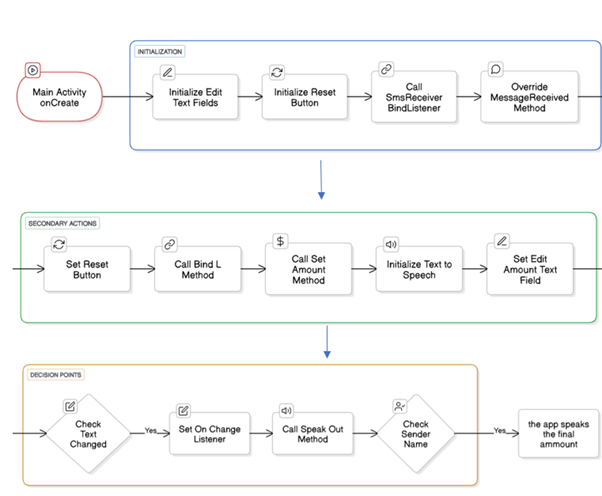 INITIALIZATION
Main Activity
onCreate
Initialize Edit
Text Fields
Initialize Reset
Button
Call
SmsReceiver
BindListener
Override
MessageReceived
Method
SECONDARY ACTIONS
Set Reset
Button
Call Bind L
Method
$
Call Set
Amount
Method
Initialize Text to
Speech
Set Edit
Amount Text
Field
DECISION POINTS
Check
Text
Changed
Yes
Set On Change
Listener
Call Speak Out
Method
Check
Sender
Name
Yes
the app speaks
the final
ammount